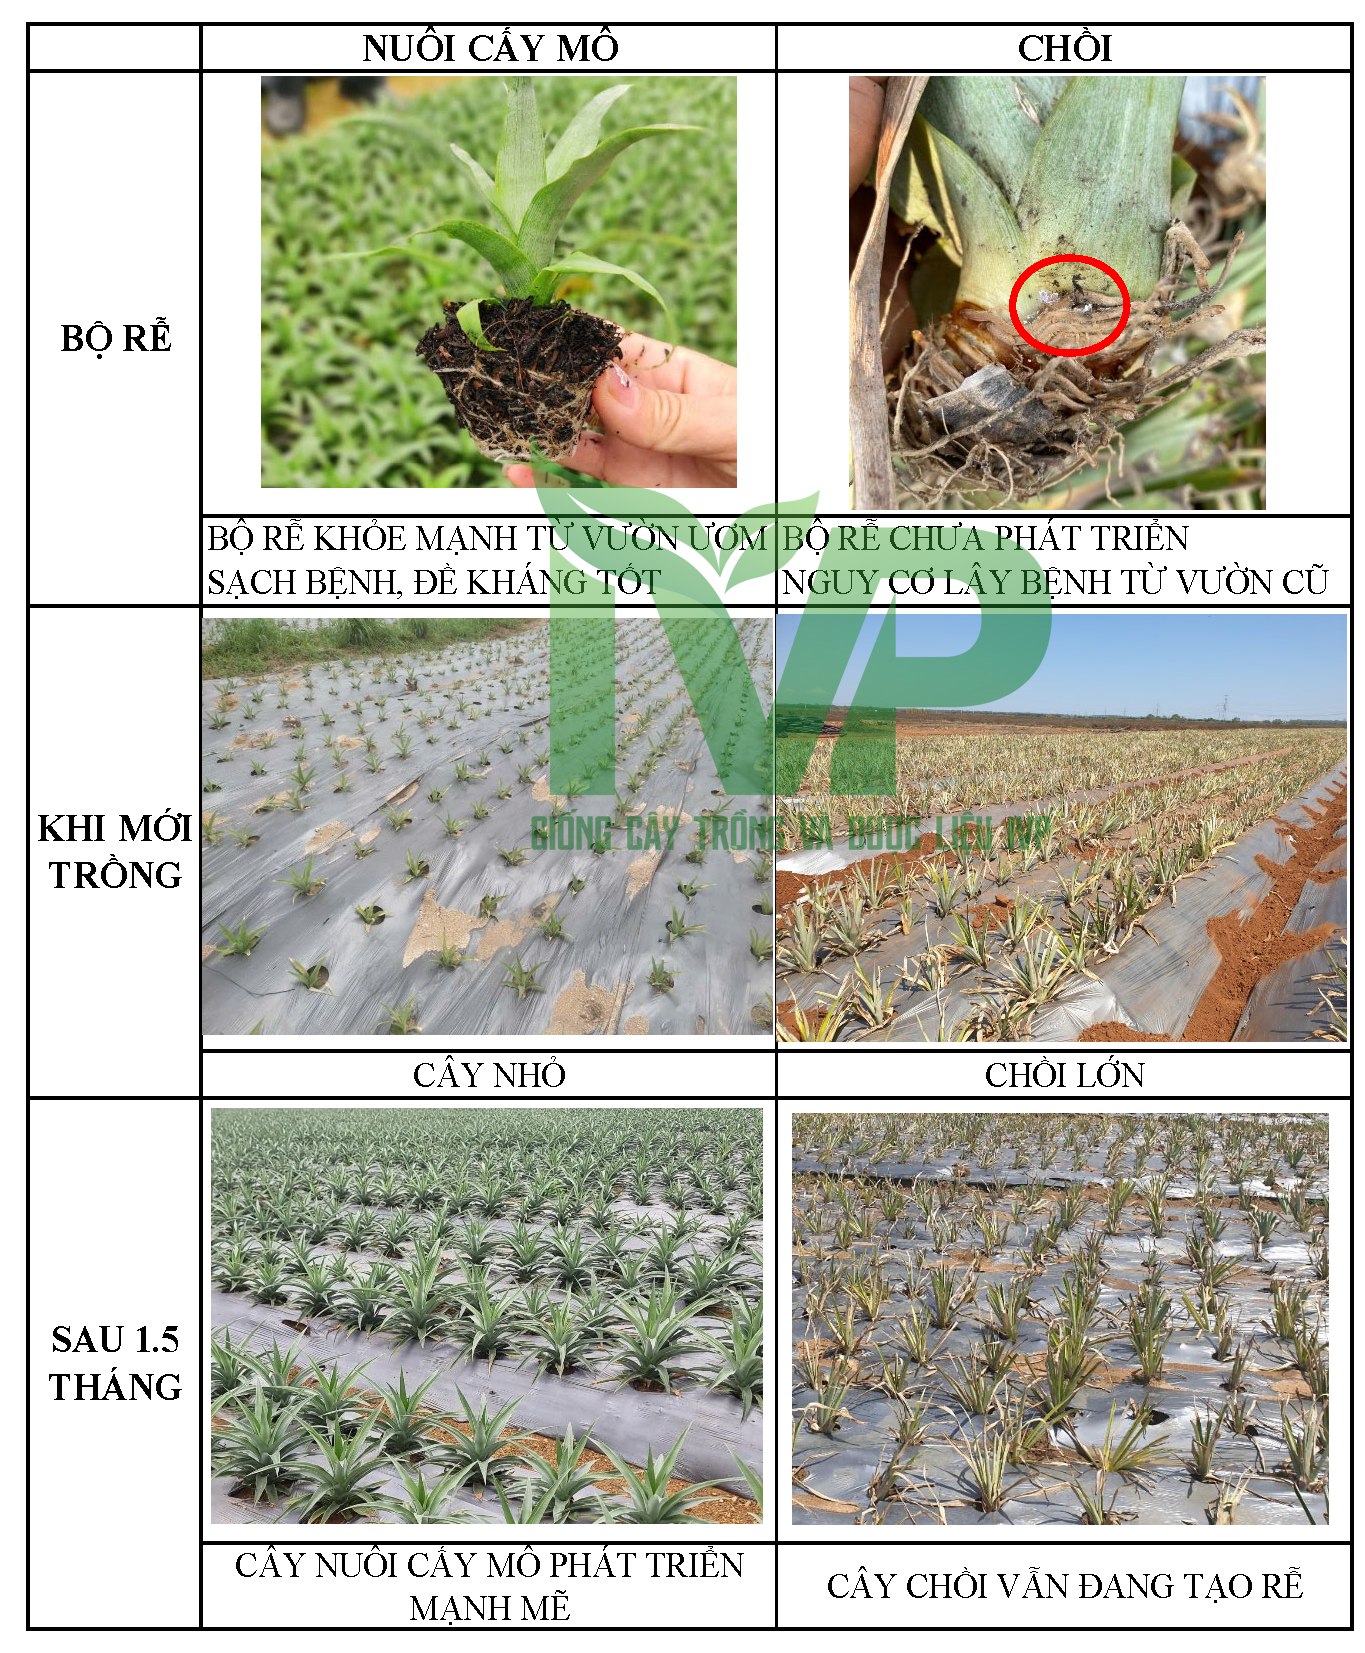 NUÔI CẤY MÔ
CHỒI
BỘ RỄ
BỘ RỄ KHỎE MẠNH TỪ VƯỜN ƯƠM
SẠCH BỆNH, ĐỀ KHÁNG TỐT
BỘ RỄ CHƯA PHÁT TRIỂN
NGUY CƠ LÂY BỆNH TỪ VƯỜN CŨ
IVP
GIỐNG CÂY TRỒNG VÀ DƯỢC LIỆU IVP
KHI MỚI
TRỒNG
CÂY NHỎ
CHỒI LỚN
SAU 1.5
THÁNG
CÂY NUÔI CẤY MÔ PHÁT TRIỂN
MẠNH MẼ
CÂY CHỒI VẪN ĐANG TẠO RỄ